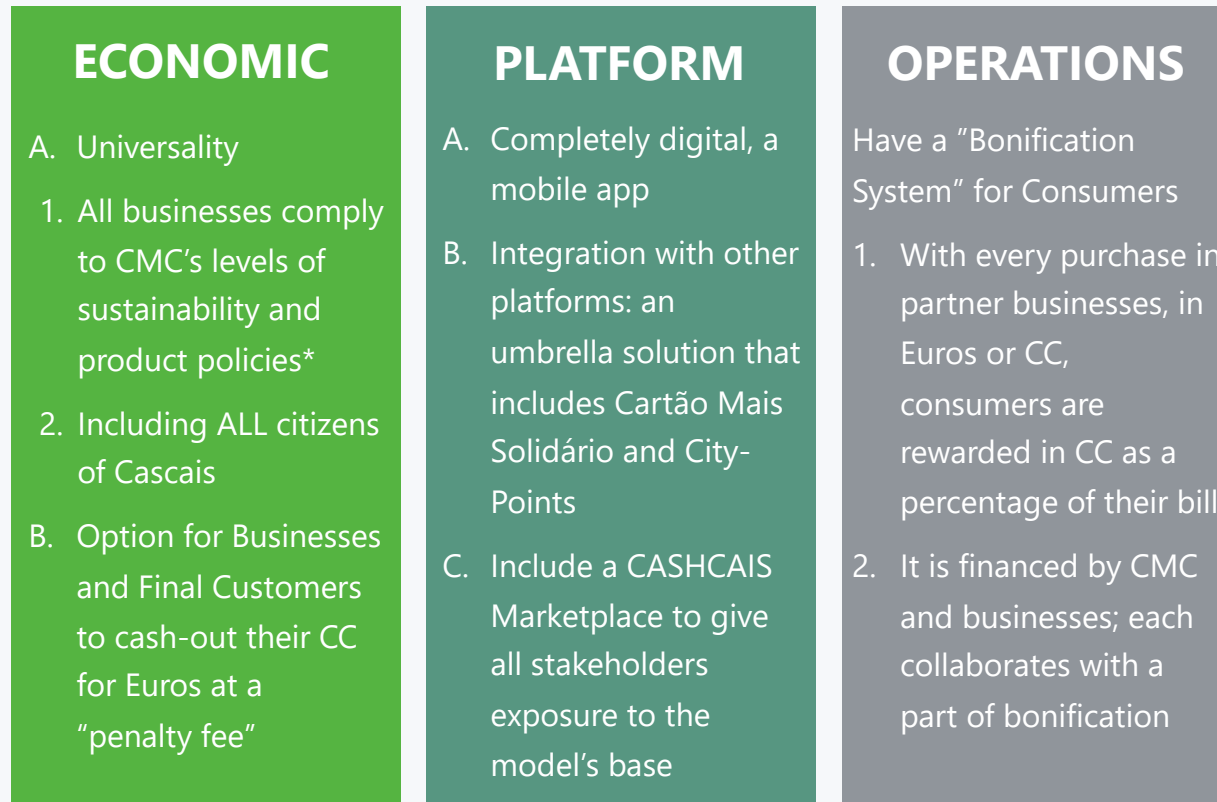 ECONOMIC
A. Universality
1. All businesses comply
to CMC’s levels of
sustainability and
product policies*
2. Including ALL citizens
of Cascais
B. Option for Businesses
and Final Customers
to cash-out their CC
for Euros at a
“penalty fee”
PLATFORM
A. Completely digital, a
mobile app
B. Integration with other
platforms: an
umbrella solution that
includes Cartão Mais
Solidário and City-
Points
C. Include a CASHCAIS
Marketplace to give
all stakeholders
exposure to the
model’s base
OPERATIONS
Have a ”Bonification
System” for Consumers
1. With every purchase in
partner businesses, in
Euros or CC,
consumers are
rewarded in CC as a
percentage of their bill
2. It is financed by CMC
and businesses; each
collaborates with a
part of bonification